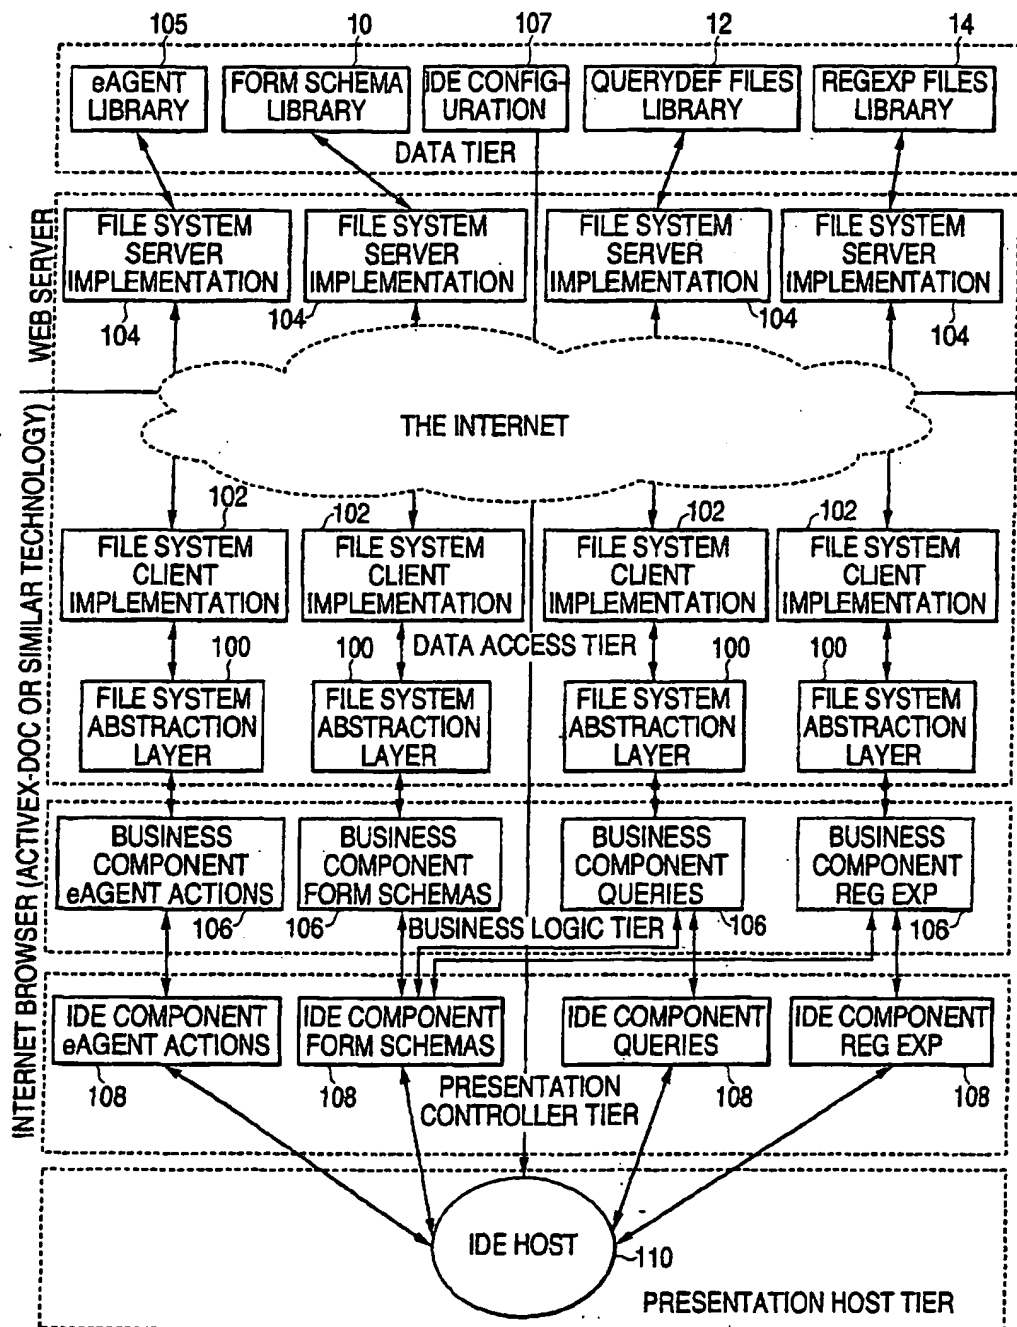 105
10
107
12
14
eAGENT
LIBRARY
FORM SCHEMA
LIBRARY
IDE CONFIG-
URATION
QUERYDEF FILES
LIBRARY
REGEXP FILES
LIBRARY
DATA TIER
WEB SERVER
FILE SYSTEM
SERVER
IMPLEMENTATION
FILE SYSTEM
SERVER
IMPLEMENTATION
FILE SYSTEM
SERVER
IMPLEMENTATION
FILE SYSTEM
SERVER
IMPLEMENTATION
104
104
104
104
THE INTERNET
INTERNET BROWSER (ACTIVEX-DOC OR SIMILAR TECHNOLOGY)
102
102
102
102
FILE SYSTEM
CLIENT
IMPLEMENTATION
FILE SYSTEM
CLIENT
IMPLEMENTATION
FILE SYSTEM
CLIENT
IMPLEMENTATION
FILE SYSTEM
CLIENT
IMPLEMENTATION
DATA ACCESS TIER
100
100
100
100
FILE SYSTEM
ABSTRACTION
LAYER
FILE SYSTEM
ABSTRACTION
LAYER
FILE SYSTEM
ABSTRACTION
LAYER
FILE SYSTEM
ABSTRACTION
LAYER
BUSINESS
COMPONENT
eAGENT ACTIONS
BUSINESS
COMPONENT
FORM SCHEMAS
BUSINESS
COMPONENT
QUERIES
BUSINESS
COMPONENT
REG EXP
106
106
BUSINESS LOGIC TIER
106
106
IDE COMPONENT
eAGENT ACTIONS
IDE COMPONENT
FORM SCHEMAS
IDE COMPONENT
QUERIES
IDE COMPONENT
REG EXP
108
108
PRESENTATION
CONTROLLER TIER
108
108
IDE HOST
110
PRESENTATION HOST TIER